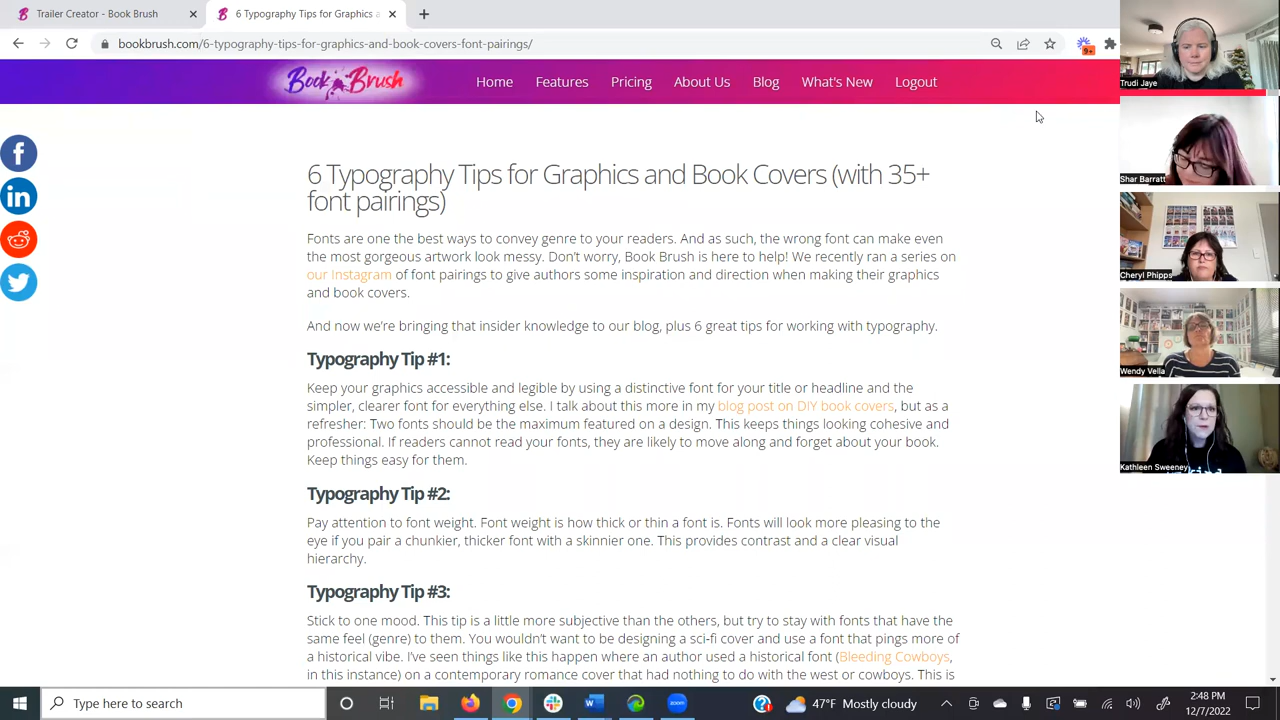 Trailer Creator - Book Brush
6 Typography Tips for Graphics a
bookbrush.com/6-typography-tips-for-graphics-and-book-covers-font-pairings/
9+
Book Brush
Home
Features
Pricing
About Us
Blog
What's New
Logout
6 Typography Tips for Graphics and Book Covers (with 35+
font pairings)
Fonts are one the best ways to convey genre to your readers. And as such, the wrong font can make even
the most gorgeous artwork look messy. Don't worry, Book Brush is here to help! We recently ran a series on
our Instagram of font pairings to give authors some inspiration and direction when making their graphics
and book covers.
And now we're bringing that insider knowledge to our blog, plus 6 great tips for working with typography.
Typography Tip #1:
Keep your graphics accessible and legible by using a distinctive font for your title or headline and the
simpler, clearer font for everything else. I talk about this more in my blog post on DIY book covers, but as a
refresher: Two fonts should be the maximum featured on a design. This keeps things looking cohesive and
professional. If readers cannot read your fonts, they are likely to move along and forget about your book.
Keep things easy for them.
Typography Tip #2:
Pay attention to font weight. Font weight is how thick or thin a font is. Fonts will look more pleasing to the
eye if you pair a chunkier, thicker font with a skinnier one. This provides contrast and a clear visual
hierarchy.
Typography Tip #3:
Stick to one mood. This tip is a little more subjective than the others, but try to stay with fonts that have the
same feel (genre) to them. You wouldn't want to be designing a sci-fi cover and use a font that pings more of
a historical vibe. I've seen things like this happen where an author used a historical font (Bleeding Cowboys,
in this instance) on a contemporary romance cover that had nothing to do with the west or cowboys. This is
Trudi Jaye
Shar Barratt
Cheryl Phipps
Wendy Vella
Kathleen Sweeney
Type here to search
zoom
47°F Mostly cloudy
2:48 PM
12/7/2022